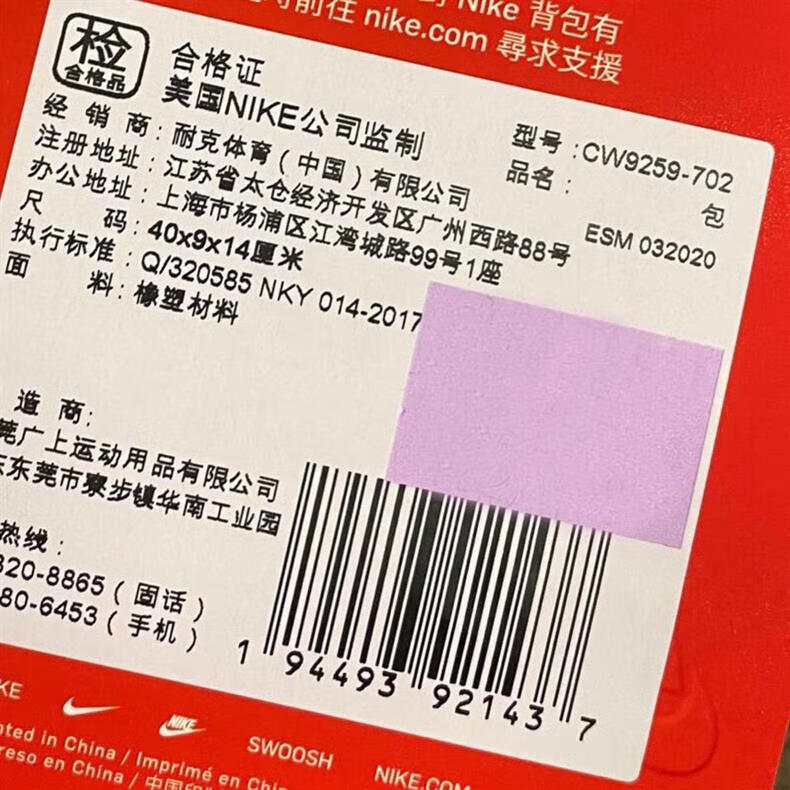 Nike 背包有
前往 nike.com 尋求支援
检
合格品
合格证
美国NIKE公司监制
型号:CW9259-702
品名:
包
经销商:耐克体育(中国)有限公司
注册地址:江苏省太仓经济开发区广州西路88号
ESM 032020
办公地址:上海市杨浦区江湾城路99号1座
尺码:40x9x14厘米
执行标准:Q/320585 NKY 014-2017
面料:橡塑材料
造商:
莞广上运动用品有限公司
东莞市寮步镇华南工业园
热线:
820-8865(固话)
80-6453(手机)
1 94493 92143 7
KE
NIKE
SWOOSH
NIKE.COM
nted in China / Imprimé en Chin
reso en China / 中国印